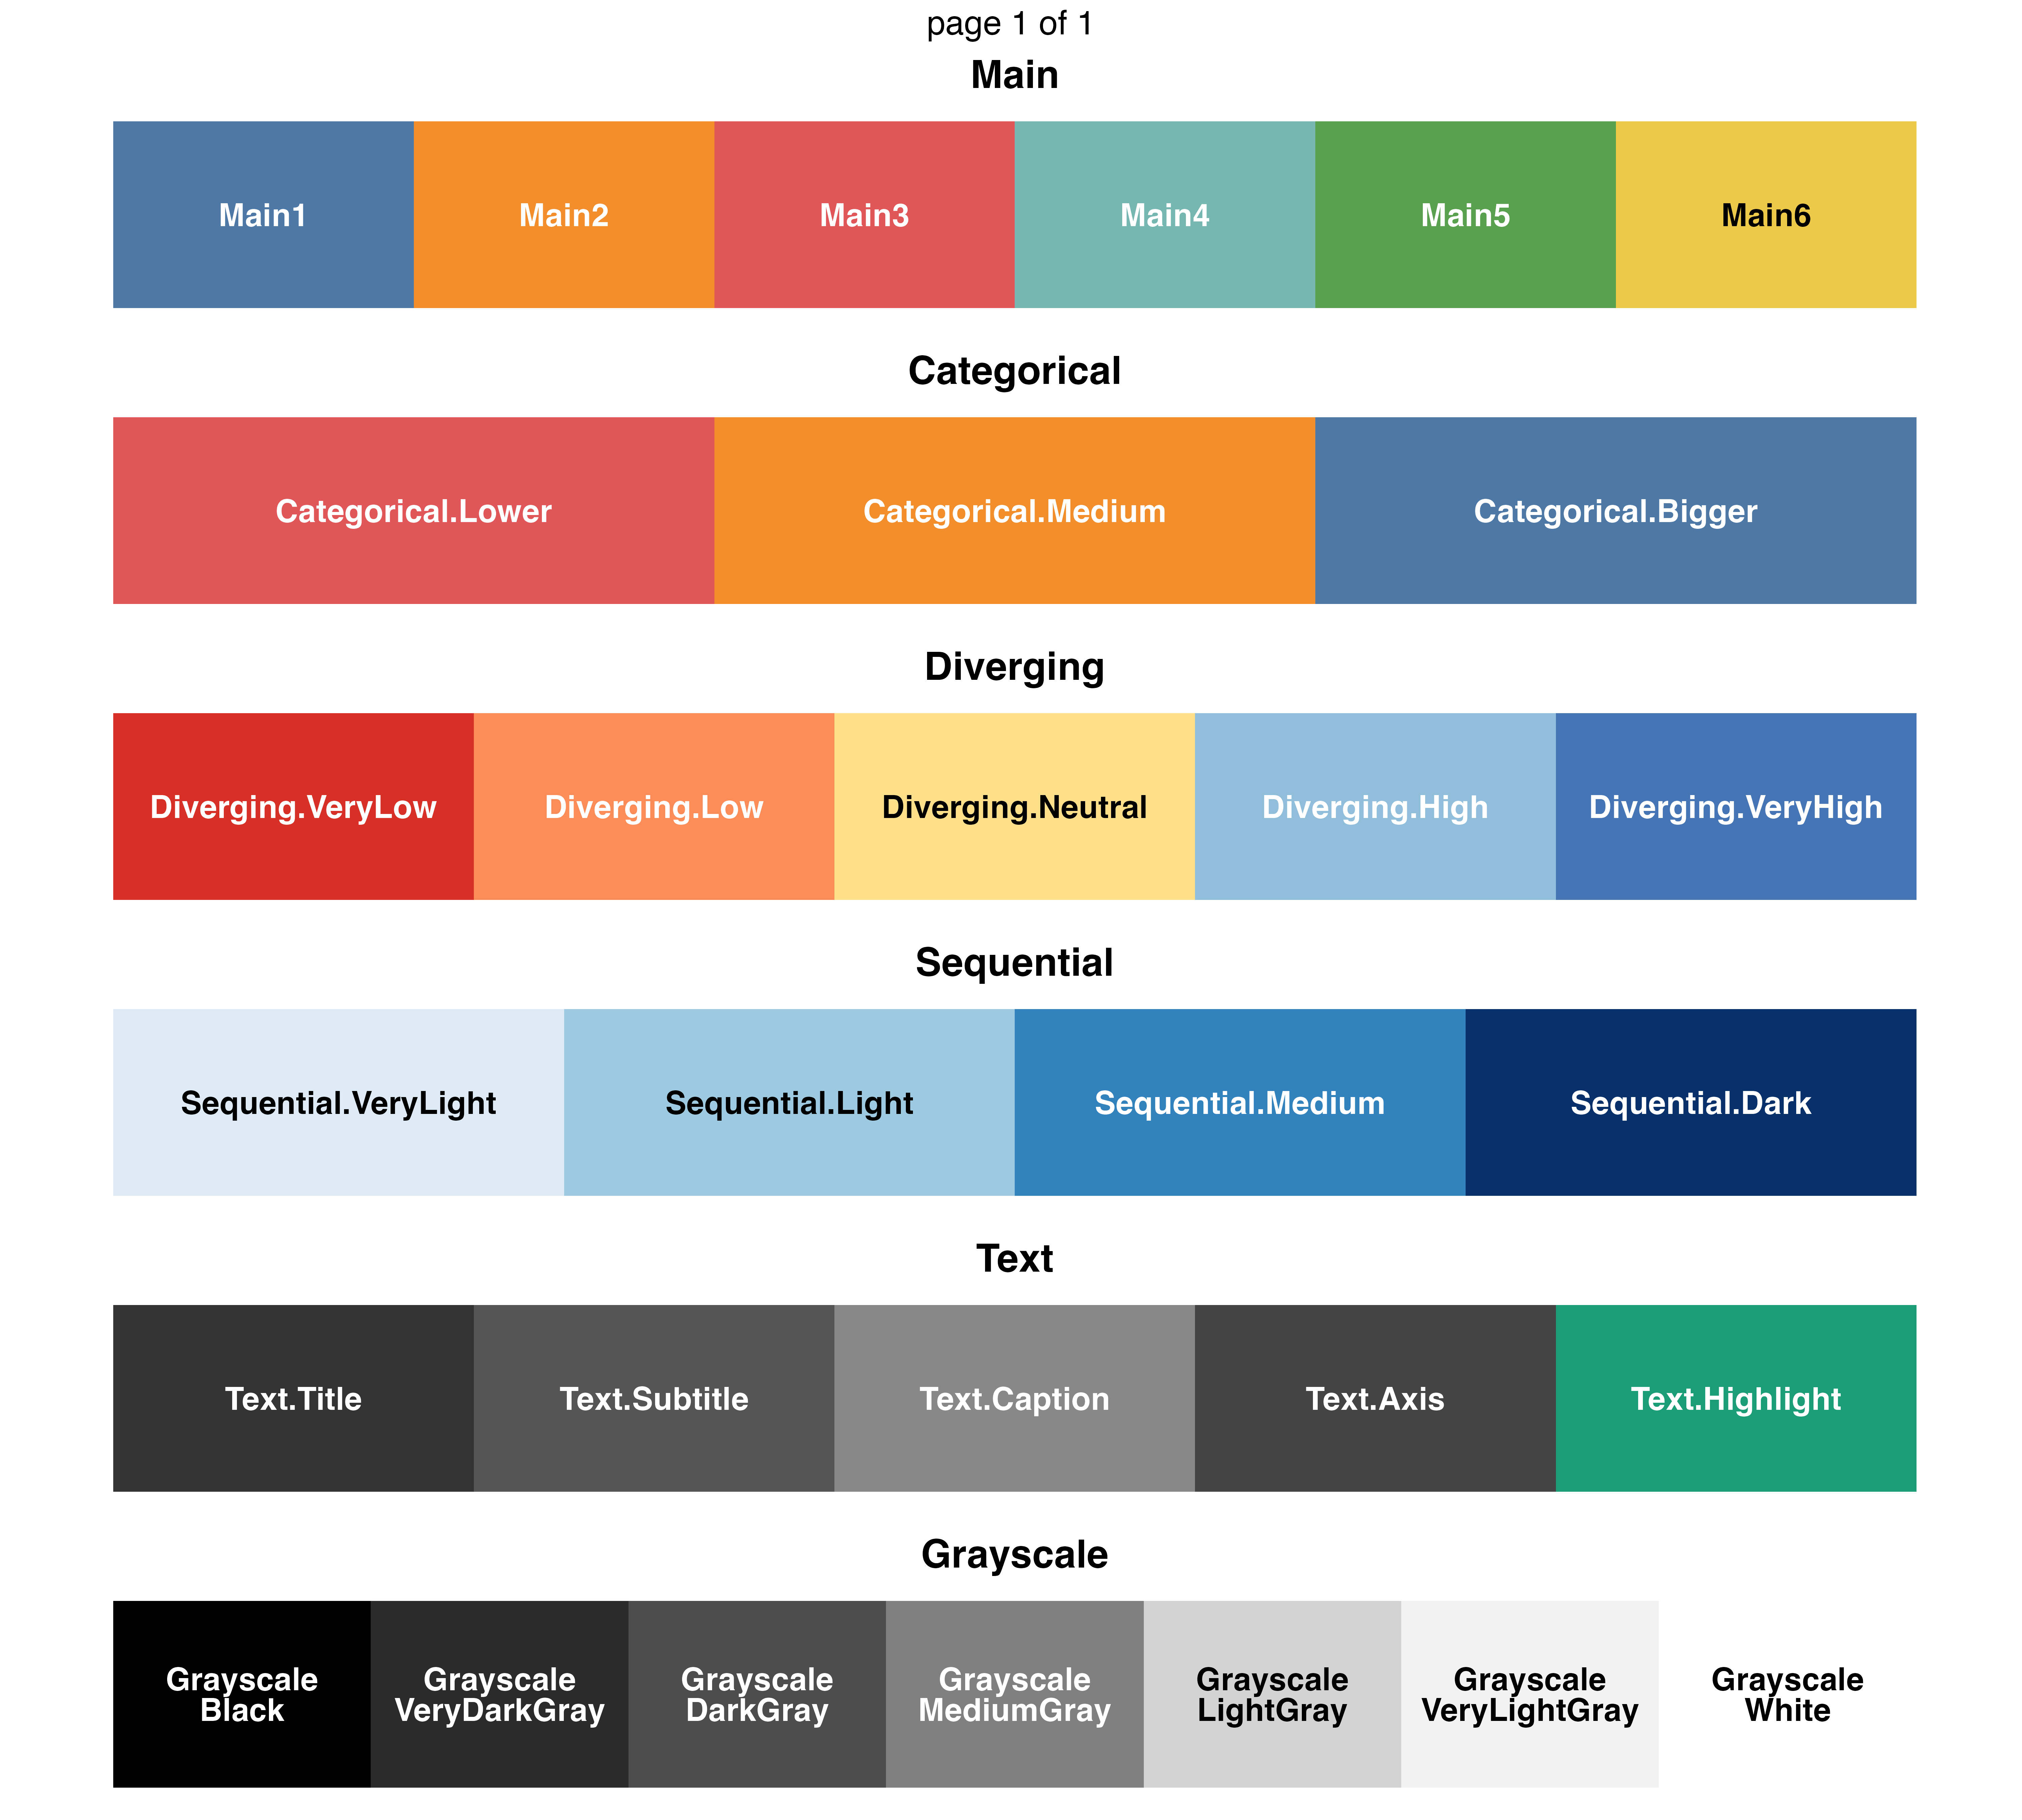 page 1 of 1
Main
Main1
Main2
Main3
Main4
Main5
Main6
Categorical
Categorical.Lower
Categorical.Medium
Categorical.Bigger
Diverging
Diverging.VeryLow
Diverging.Low
Diverging.Neutral
Diverging.High
Diverging.VeryHigh
Sequential
Sequential.VeryLight
Sequential.Light
Sequential.Medium
Sequential.Dark
Text
Text.Title
Text.Subtitle
Text.Caption
Text.Axis
Text.Highlight
Grayscale
Grayscale
Black
Grayscale
VeryDarkGray
Grayscale
DarkGray
Grayscale
MediumGray
Grayscale
LightGray
Grayscale
VeryLightGray
Grayscale
White